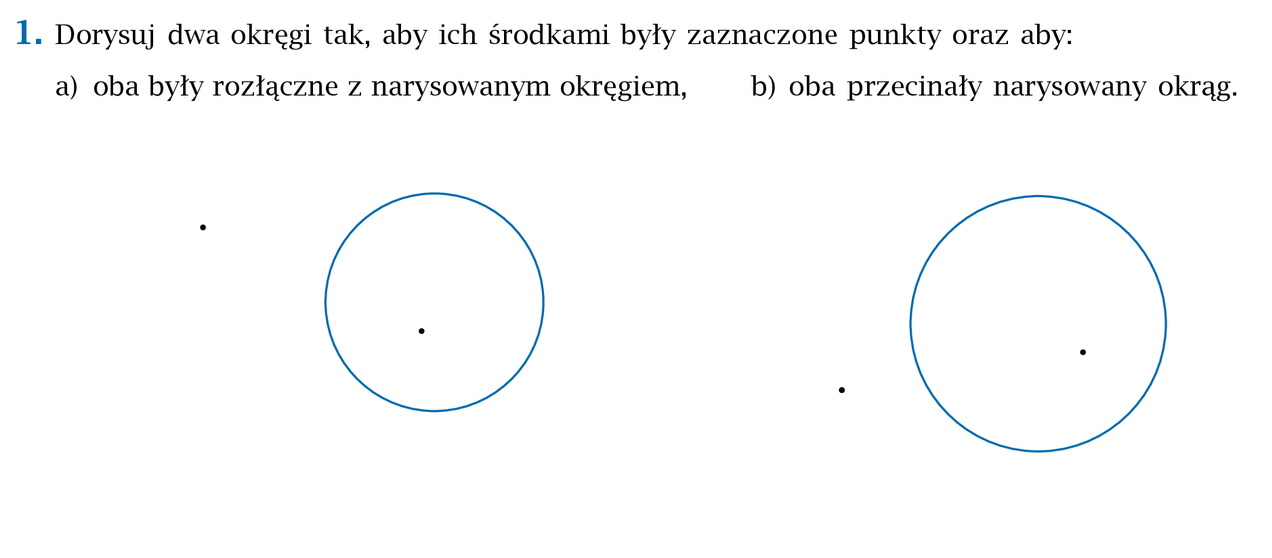 1. Dorysuj dwa okręgi tak, aby ich środkami były zaznaczone punkty oraz aby:
a) oba były rozłączne z narysowanym okręgiem, b) oba przecinały narysowany okrąg.